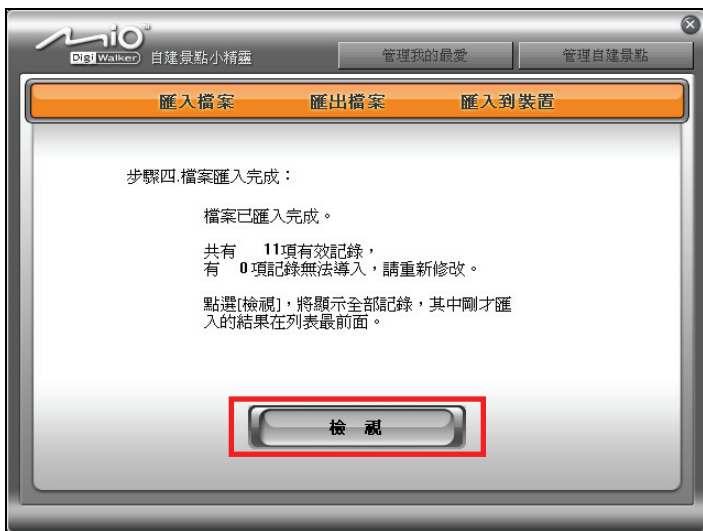 Mio
DigiWalker 自建景點小精靈
管理我的最愛 管理自建景點
匯入檔案 匯出檔案 匯入到裝置
步驟四.檔案匯入完成：
檔案已匯入完成。
共有 11項有效記錄，
有 0項記錄無法導入，請重新修改。
點選[檢視]，將顯示全部記錄，其中剛才匯
入的結果在列表最前面。
檢 視